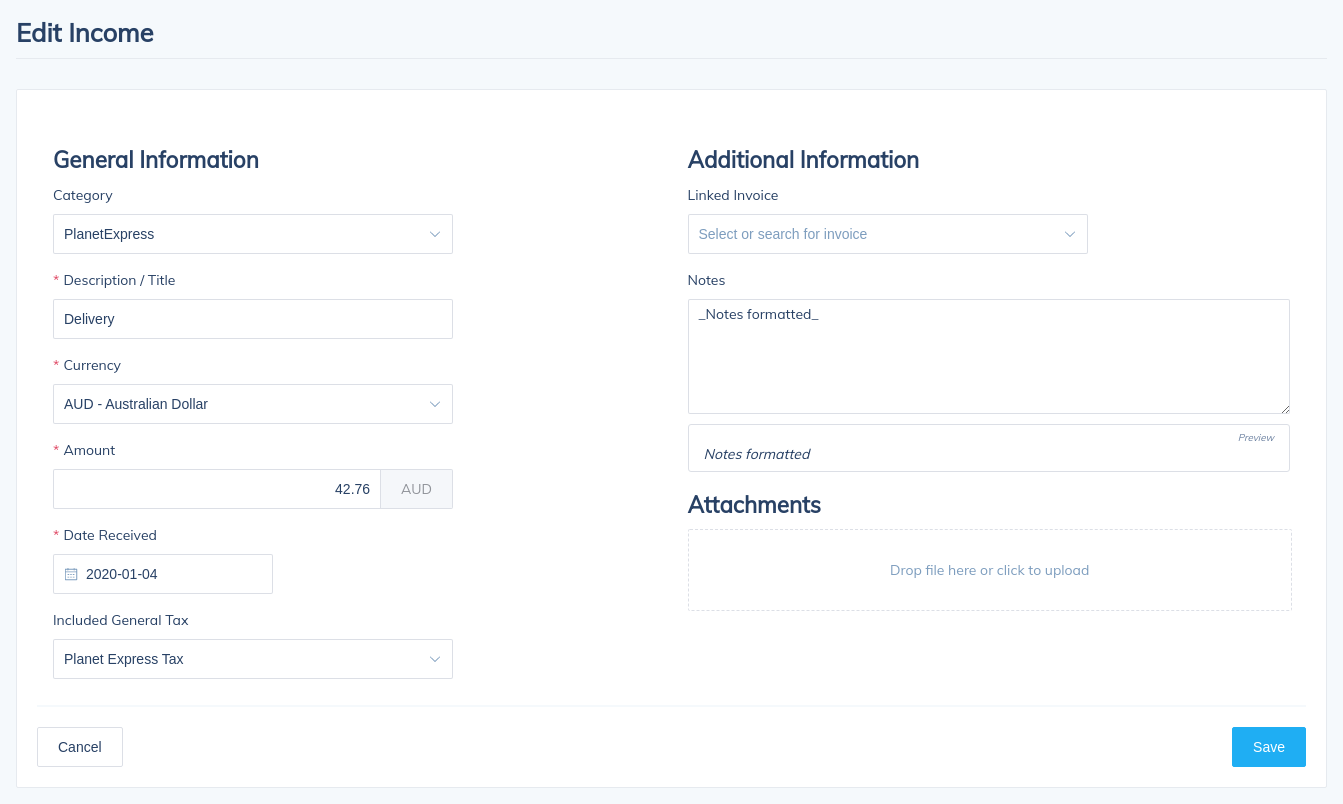 Edit Income
General Information
Category
PlanetExpress
* Description / Title
Delivery
* Currency
AUD - Australian Dollar
* Amount
42.76 AUD
* Date Received
2020-01-04
Included General Tax
Planet Express Tax
Additional Information
Linked Invoice
Select or search for invoice
Notes
_Notes formatted_
Preview
Notes formatted
Attachments
Drop file here or click to upload
Cancel
Save